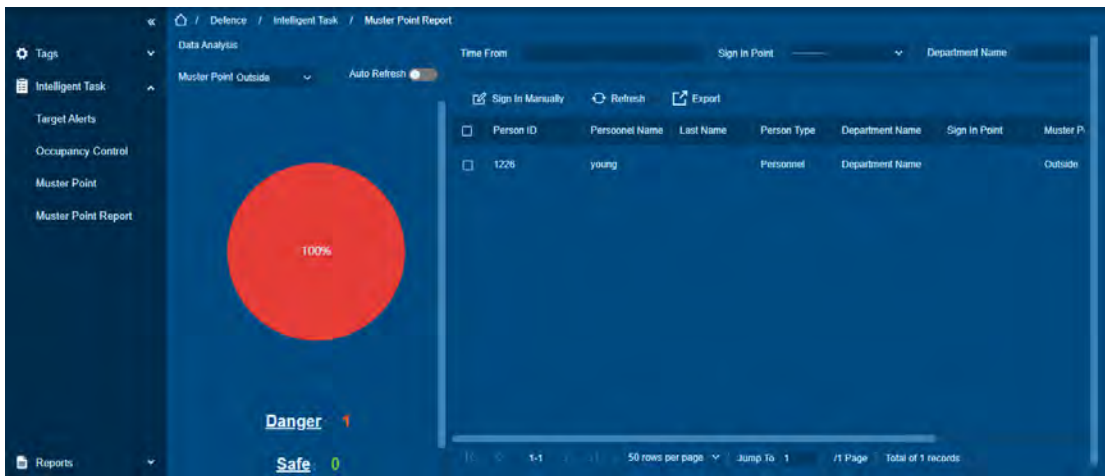 « / Defence / Intelligent Task / Muster Point Report
Tags
Intelligent Task
Target Alerts
Occupancy Control
Muster Point
Muster Point Report
Reports
Data Analysis
Muster Point Outside
Auto Refresh
100%
Danger 1
Safe 0
Time From
Sign In Point --------
Department Name
Sign In Manually Refresh Export
Person ID Persoonel Name Last Name Person Type Department Name Sign In Point Muster P
1226 young Personnel Department Name Outside
1-1 50 rows per page Jump To 1 /1 Page Total of 1 records